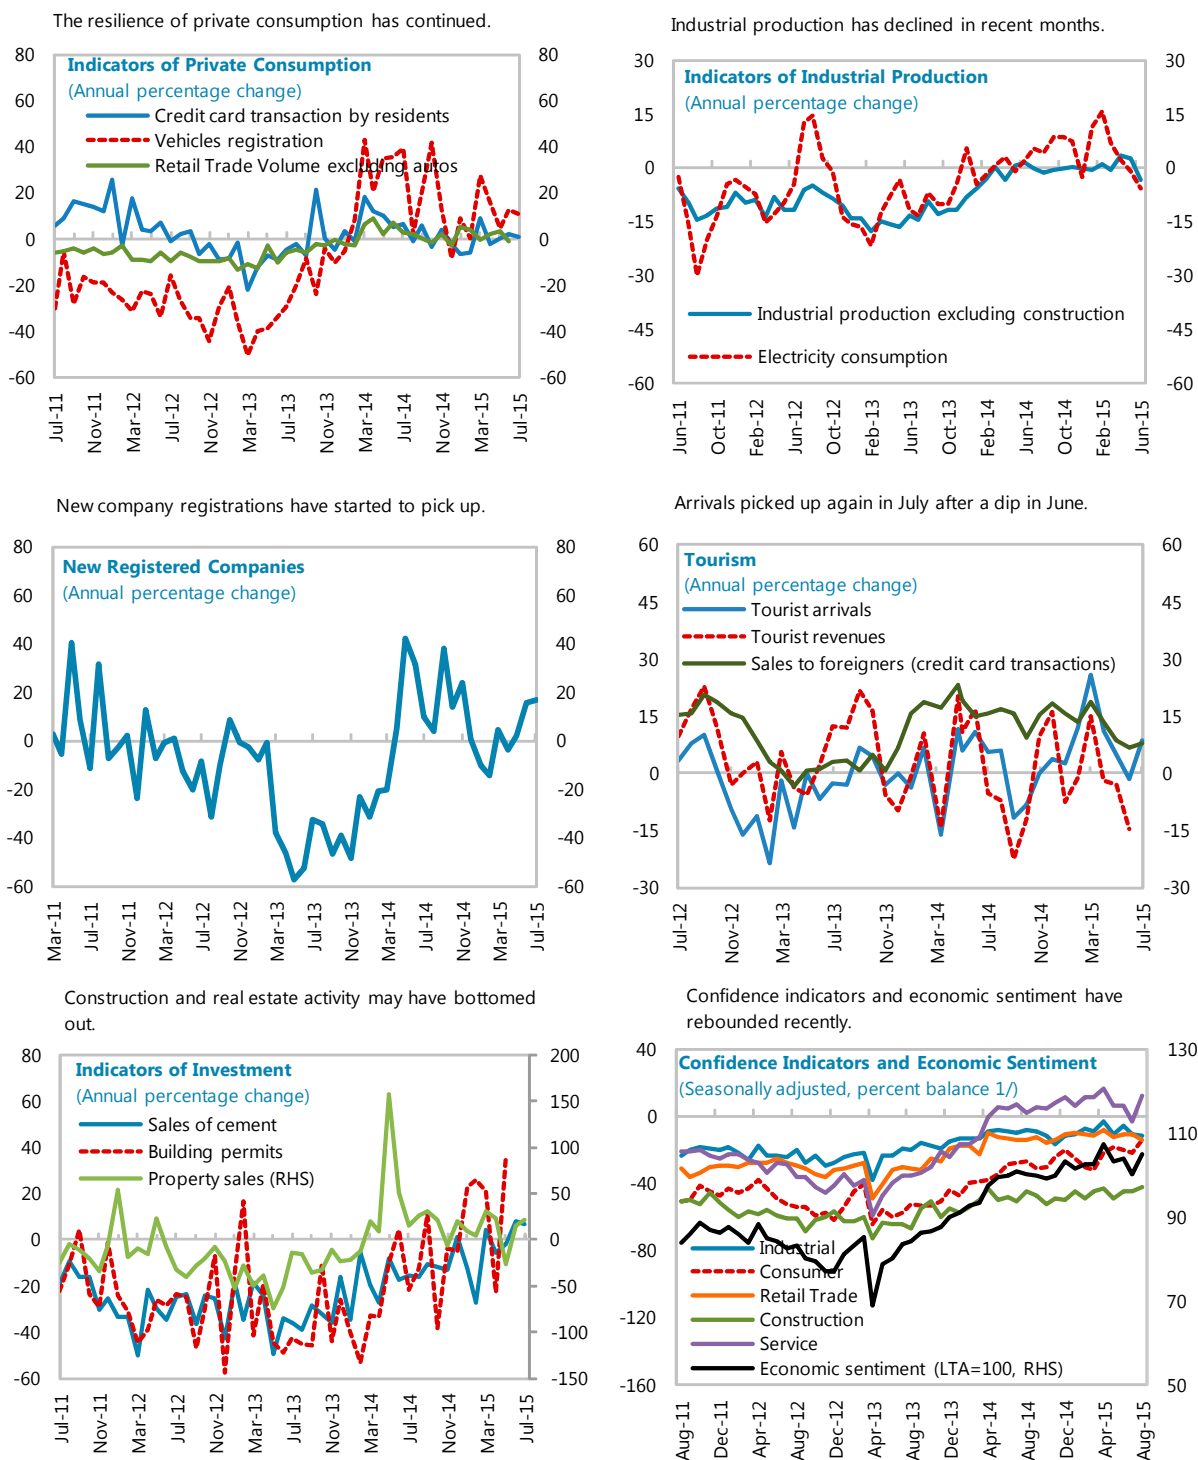 The resilience of private consumption has continued.
80 80
Indicators of Private Consumption
(Annual percentage change)
60 60
Credit card transaction by residents
Vehicles registration
40 40
Retail Trade Volume excluding autos
20 20
0 0
-20 -20
-40 -40
-60 -60
Jul-11 Nov-11 Mar-12 Jul-12 Nov-12 Mar-13 Jul-13 Nov-13 Mar-14 Jul-14 Nov-14 Mar-15 Jul-15
Industrial production has declined in recent months.
30 30
Indicators of Industrial Production
(Annual percentage change)
15 15
0 0
-15 -15
-30 -30
Industrial production excluding construction
-45 -45
Electricity consumption
-60 -60
Jun-11 Oct-11 Feb-12 Jun-12 Oct-12 Feb-13 Jun-13 Oct-13 Feb-14 Jun-14 Oct-14 Feb-15 Jun-15
New company registrations have started to pick up.
80 80
New Registered Companies
(Annual percentage change)
60 60
40 40
20 20
0 0
-20 -20
-40 -40
-60 -60
Mar-11 Jul-11 Nov-11 Mar-12 Jul-12 Nov-12 Mar-13 Jul-13 Nov-13 Mar-14 Jul-14 Nov-14 Mar-15 Jul-15
Arrivals picked up again in July after a dip in June.
60 60
Tourism
(Annual percentage change)
45 45
Tourist arrivals
Tourist revenues
30 30
Sales to foreigners (credit card transactions)
15 15
0 0
-15 -15
-30 -30
Jul-12 Nov-12 Mar-13 Jul-13 Nov-13 Mar-14 Jul-14 Nov-14 Mar-15 Jul-15
Construction and real estate activity may have bottomed
out.
80 200
Indicators of Investment
(Annual percentage change)
60 150
Sales of cement
Building permits
40 100
Property sales (RHS)
20 50
0 0
-20 -50
-40 -100
-60 -150
Jul-11 Nov-11 Mar-12 Jul-12 Nov-12 Mar-13 Jul-13 Nov-13 Mar-14 Jul-14 Nov-14 Mar-15 Jul-15
Confidence indicators and economic sentiment have
rebounded recently.
40 130
Confidence Indicators and Economic Sentiment
(Seasonally adjusted, percent balance 1/)
0
110
-40
90
-80
Industrial
Consumer
Retail Trade
70
-120
Construction
Service
Economic sentiment (LTA=100, RHS)
-160 50
Aug-11 Dec-11 Apr-12 Aug-12 Dec-12 Apr-13 Aug-13 Dec-13 Apr-14 Aug-14 Dec-14 Apr-15 Aug-15